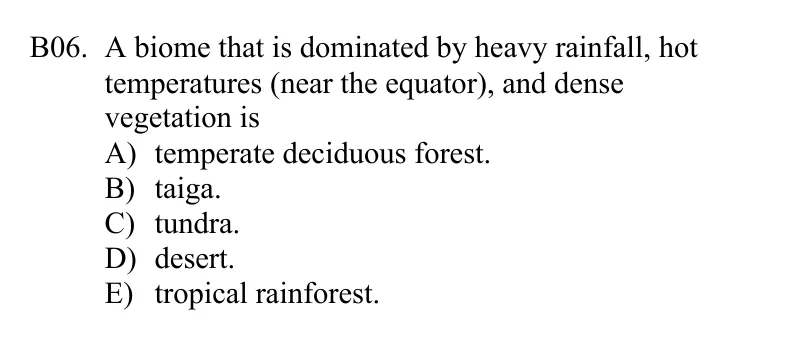 B06. A biome that is dominated by heavy rainfall, hot
temperatures (near the equator), and dense
vegetation is
A) temperate deciduous forest.
B) taiga.
C) tundra.
D) desert.
E) tropical rainforest.